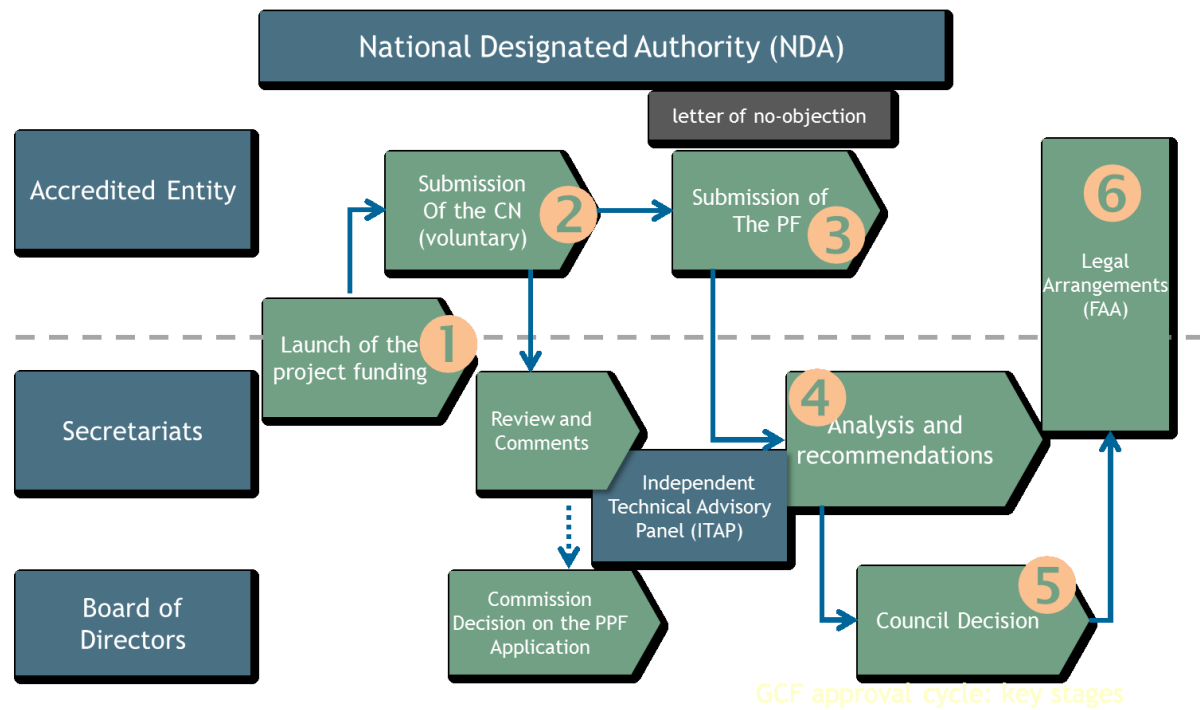 National Designated Authority (NDA)
letter of no-objection
Accredited Entity
Submission
Of the CN
(voluntary)
2
Submission of
The PF
3
6
Legal
Arrangements
(FAA)
Launch of the
project funding
1
Secretariats
Review and
Comments
4
Analysis and
recommendations
Independent
Technical Advisory
Panel (ITAP)
Board of
Directors
Commission
Decision on the PPF
Application
5
Council Decision
GCF approval cycle: key stages